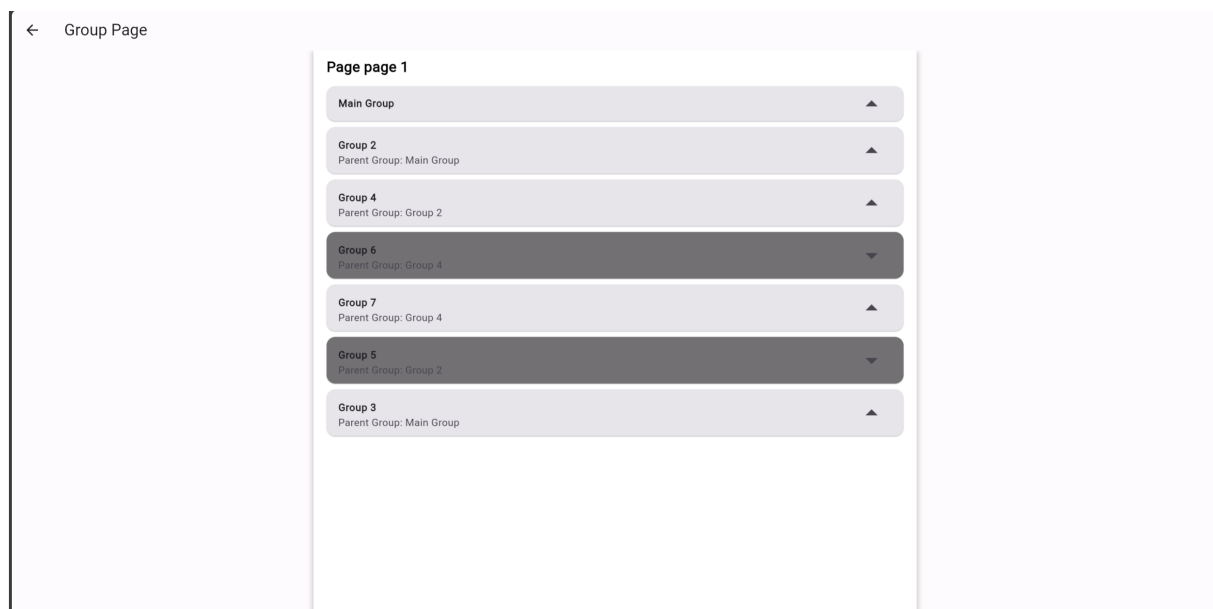 Group Page
Page page 1
Main Group
Group 2
Parent Group: Main Group
Group 4
Parent Group: Group 2
Group 6
Parent Group: Group 4
Group 7
Parent Group: Group 4
Group 5
Parent Group: Group 2
Group 3
Parent Group: Main Group